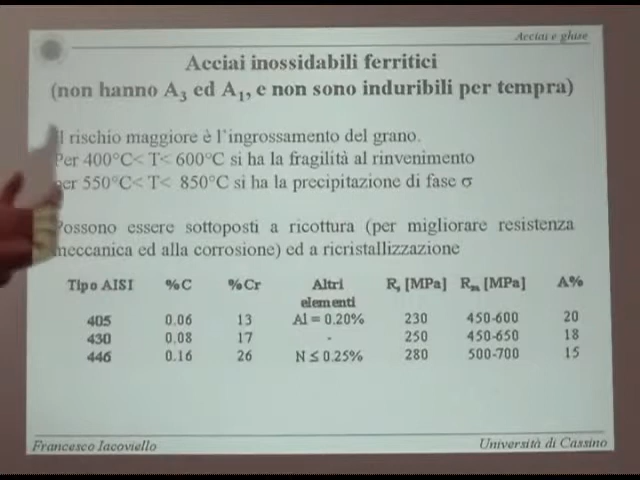 Acciai e ghise
Acciai inossidabili ferritici
(non hanno A3 ed A1, e non sono induribili per tempra)
Il rischio maggiore è l'ingrossamento del grano.
Per 400°C< T< 600°C si ha la fragilità al rinvenimento
per 550°C< T< 850°C si ha la precipitazione di fase σ
Possono essere sottoposti a ricottura (per migliorare resistenza
meccanica ed alla corrosione) ed a ricristallizzazione
Tipo AISI %C %Cr Altri elementi Rs [MPa] Rm [MPa] A%
405 0.06 13 Al = 0.20% 230 450-600 20
430 0.08 17 - 250 450-650 18
446 0.16 26 N ≤ 0.25% 280 500-700 15
Francesco Iacoviello
Università di Cassino